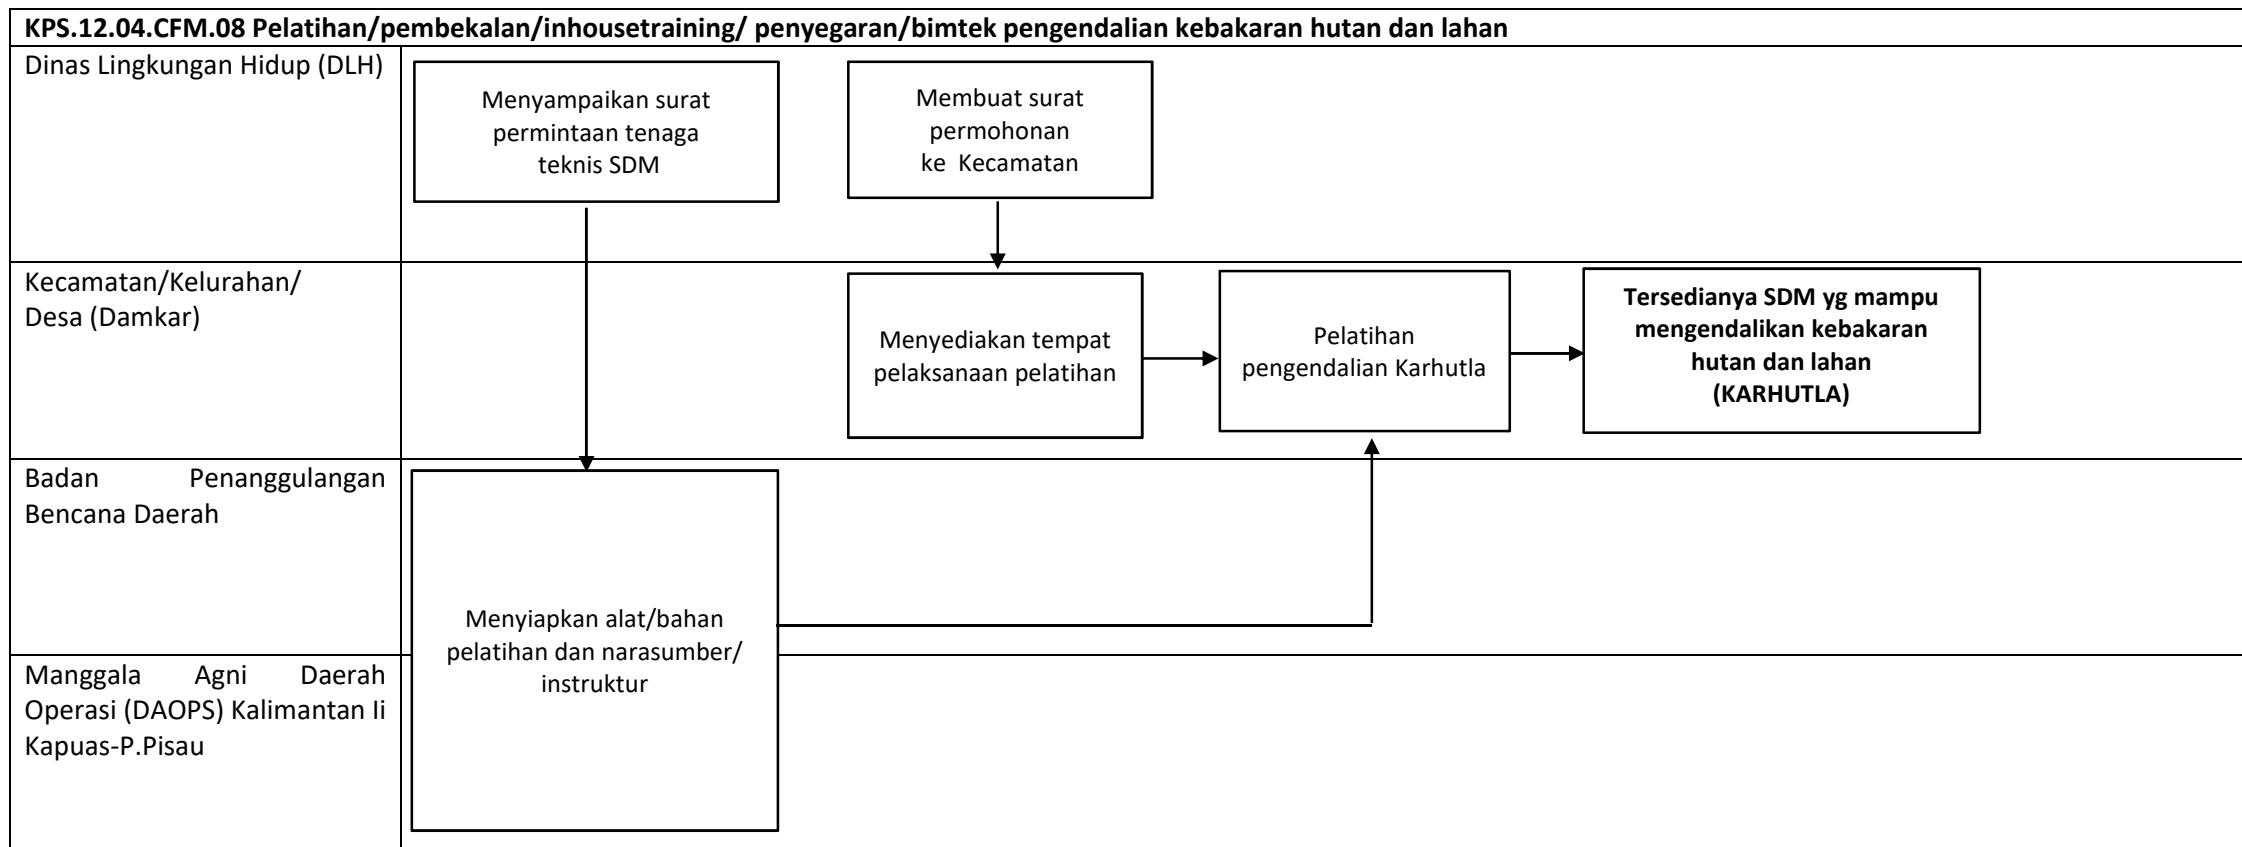 KPS.12.04.CFM.08 Pelatihan/pembekalan/inhousetraining/ penyegaran/bimtek pengendalian kebakaran hutan dan lahan
Dinas Lingkungan Hidup (DLH)
Menyampaikan surat
permintaan tenaga
teknis SDM
Membuat surat
permohonan
ke Kecamatan
Kecamatan/Kelurahan/
Desa (Damkar)
Menyediakan tempat
pelaksanaan pelatihan
Pelatihan
pengendalian Karhutla
Tersedianya SDM yg mampu
mengendalikan kebakaran
hutan dan lahan
(KARHUTLA)
Badan Penanggulangan
Bencana Daerah
Menyiapkan alat/bahan
pelatihan dan narasumber/
instruktur
Manggala Agni Daerah
Operasi (DAOPS) Kalimantan Ii
Kapuas-P.Pisau